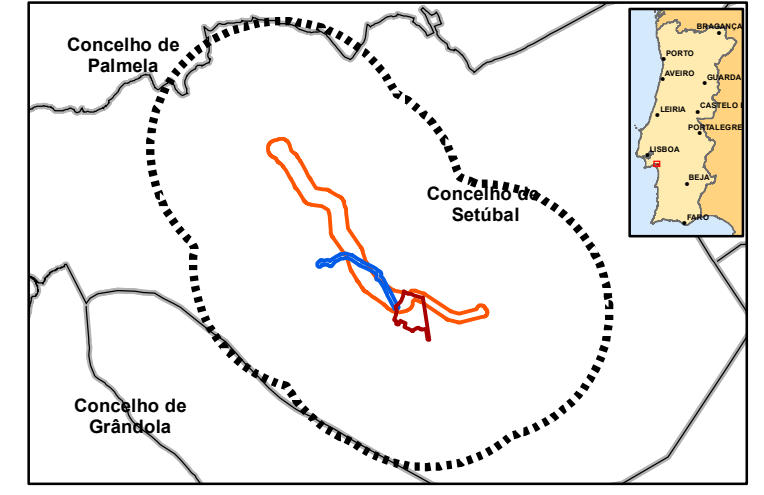 Concelho de
Palmela
Concelho de
Setúbal
Concelho de
Grândola
BRAGANÇA
PORTO
AVEIRO
GUARDA
LEIRIA
CASTELO
PORTALEGRE
LISBOA
BEJA
FARO